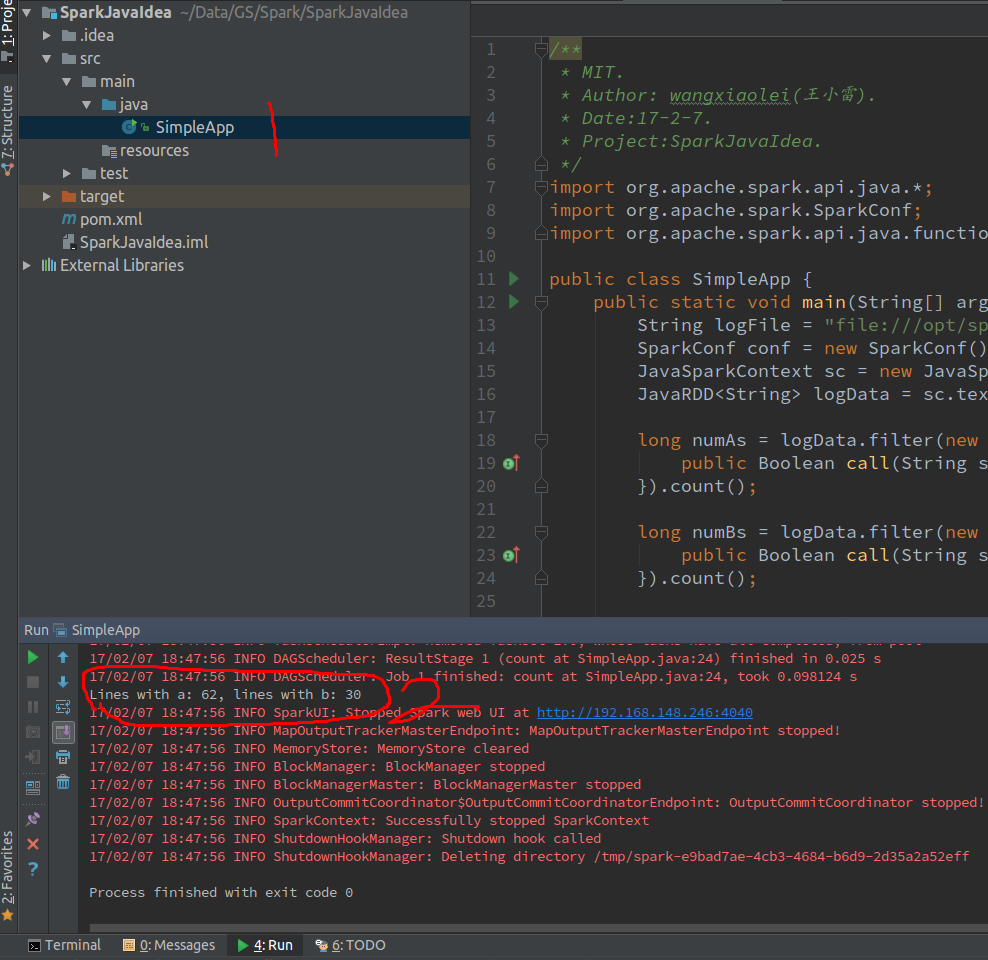 1: Proje
7: Structure
2: Favorites
SparkJavaIdea ~/Data/GS/Spark/SparkJavaIdea
.idea
src
main
java
SimpleApp
resources
test
target
pom.xml
SparkJavaIdea.iml
External Libraries
1 /**
2 * MIT.
3 * Author: wangxiaolei(王小雷).
4 * Date:17-2-7.
5 * Project:SparkJavaIdea.
6 */
7 import org.apache.spark.api.java.*;
8 import org.apache.spark.SparkConf;
9 import org.apache.spark.api.java.functio
10
11 public class SimpleApp {
12 public static void main(String[] arg
13 String logFile = "file:///opt/sp
14 SparkConf conf = new SparkConf()
15 JavaSparkContext sc = new JavaSp
16 JavaRDD<String> logData = sc.tex
17
18 long numAs = logData.filter(new
19 public Boolean call(String s
20 }).count();
21
22 long numBs = logData.filter(new
23 public Boolean call(String s
24 }).count();
25
Run SimpleApp
17/02/07 18:47:56 INFO DAGScheduler: ResultStage 1 (count at SimpleApp.java:24) finished in 0.025 s
17/02/07 18:47:56 INFO DAGScheduler: Job 1 finished: count at SimpleApp.java:24, took 0.098124 s
Lines with a: 62, lines with b: 30
2
17/02/07 18:47:56 INFO SparkUI: Stopped Spark web UI at http://192.168.148.246:4040
17/02/07 18:47:56 INFO MapOutputTrackerMasterEndpoint: MapOutputTrackerMasterEndpoint stopped!
17/02/07 18:47:56 INFO MemoryStore: MemoryStore cleared
17/02/07 18:47:56 INFO BlockManager: BlockManager stopped
17/02/07 18:47:56 INFO BlockManagerMaster: BlockManagerMaster stopped
17/02/07 18:47:56 INFO OutputCommitCoordinator$OutputCommitCoordinatorEndpoint: OutputCommitCoordinator stopped!
17/02/07 18:47:56 INFO SparkContext: Successfully stopped SparkContext
17/02/07 18:47:56 INFO ShutdownHookManager: Shutdown hook called
17/02/07 18:47:56 INFO ShutdownHookManager: Deleting directory /tmp/spark-e9bad7ae-4cb3-4684-b6d9-2d35a2a52eff
Process finished with exit code 0
Terminal 0: Messages 4: Run 6: TODO